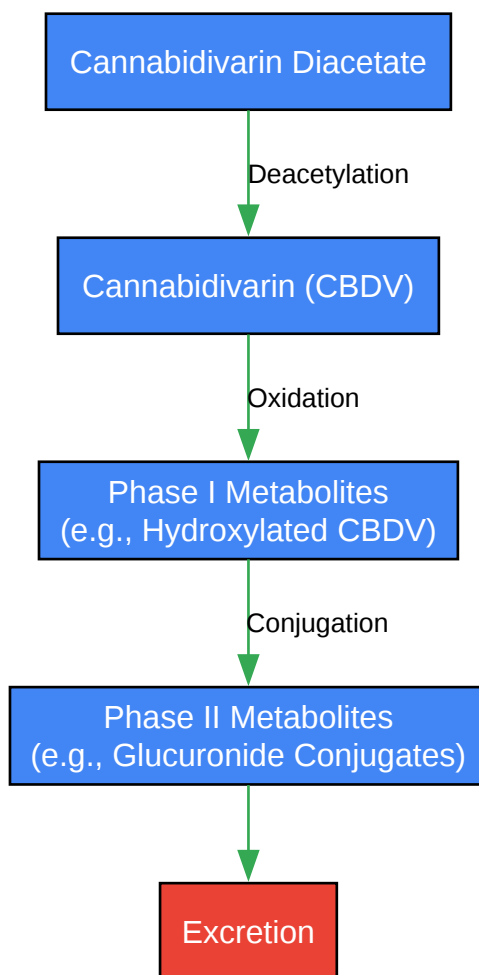 Cannabidivarin Diacetate
Deacetylation
Cannabidivarin (CBDV)
Oxidation
Phase I Metabolites
(e.g., Hydroxylated CBDV)
Conjugation
Phase II Metabolites
(e.g., Glucuronide Conjugates)
Excretion